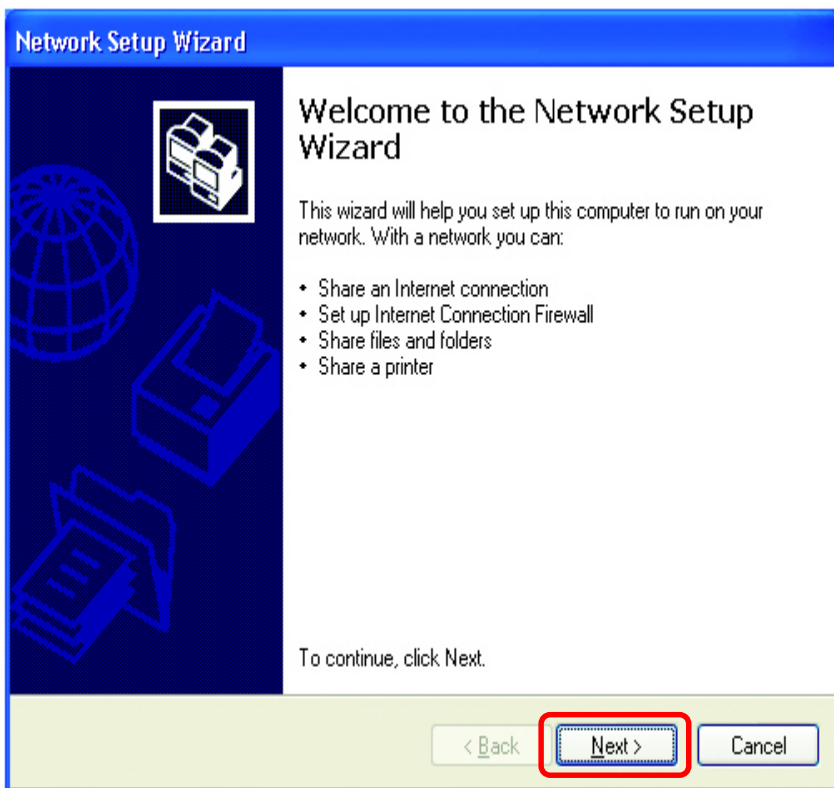 Network Setup Wizard
Welcome to the Network Setup
Wizard
This wizard will help you set up this computer to run on your
network. With a network you can:
• Share an Internet connection
• Set up Internet Connection Firewall
• Share files and folders
• Share a printer
To continue, click Next.
< Back Next > Cancel